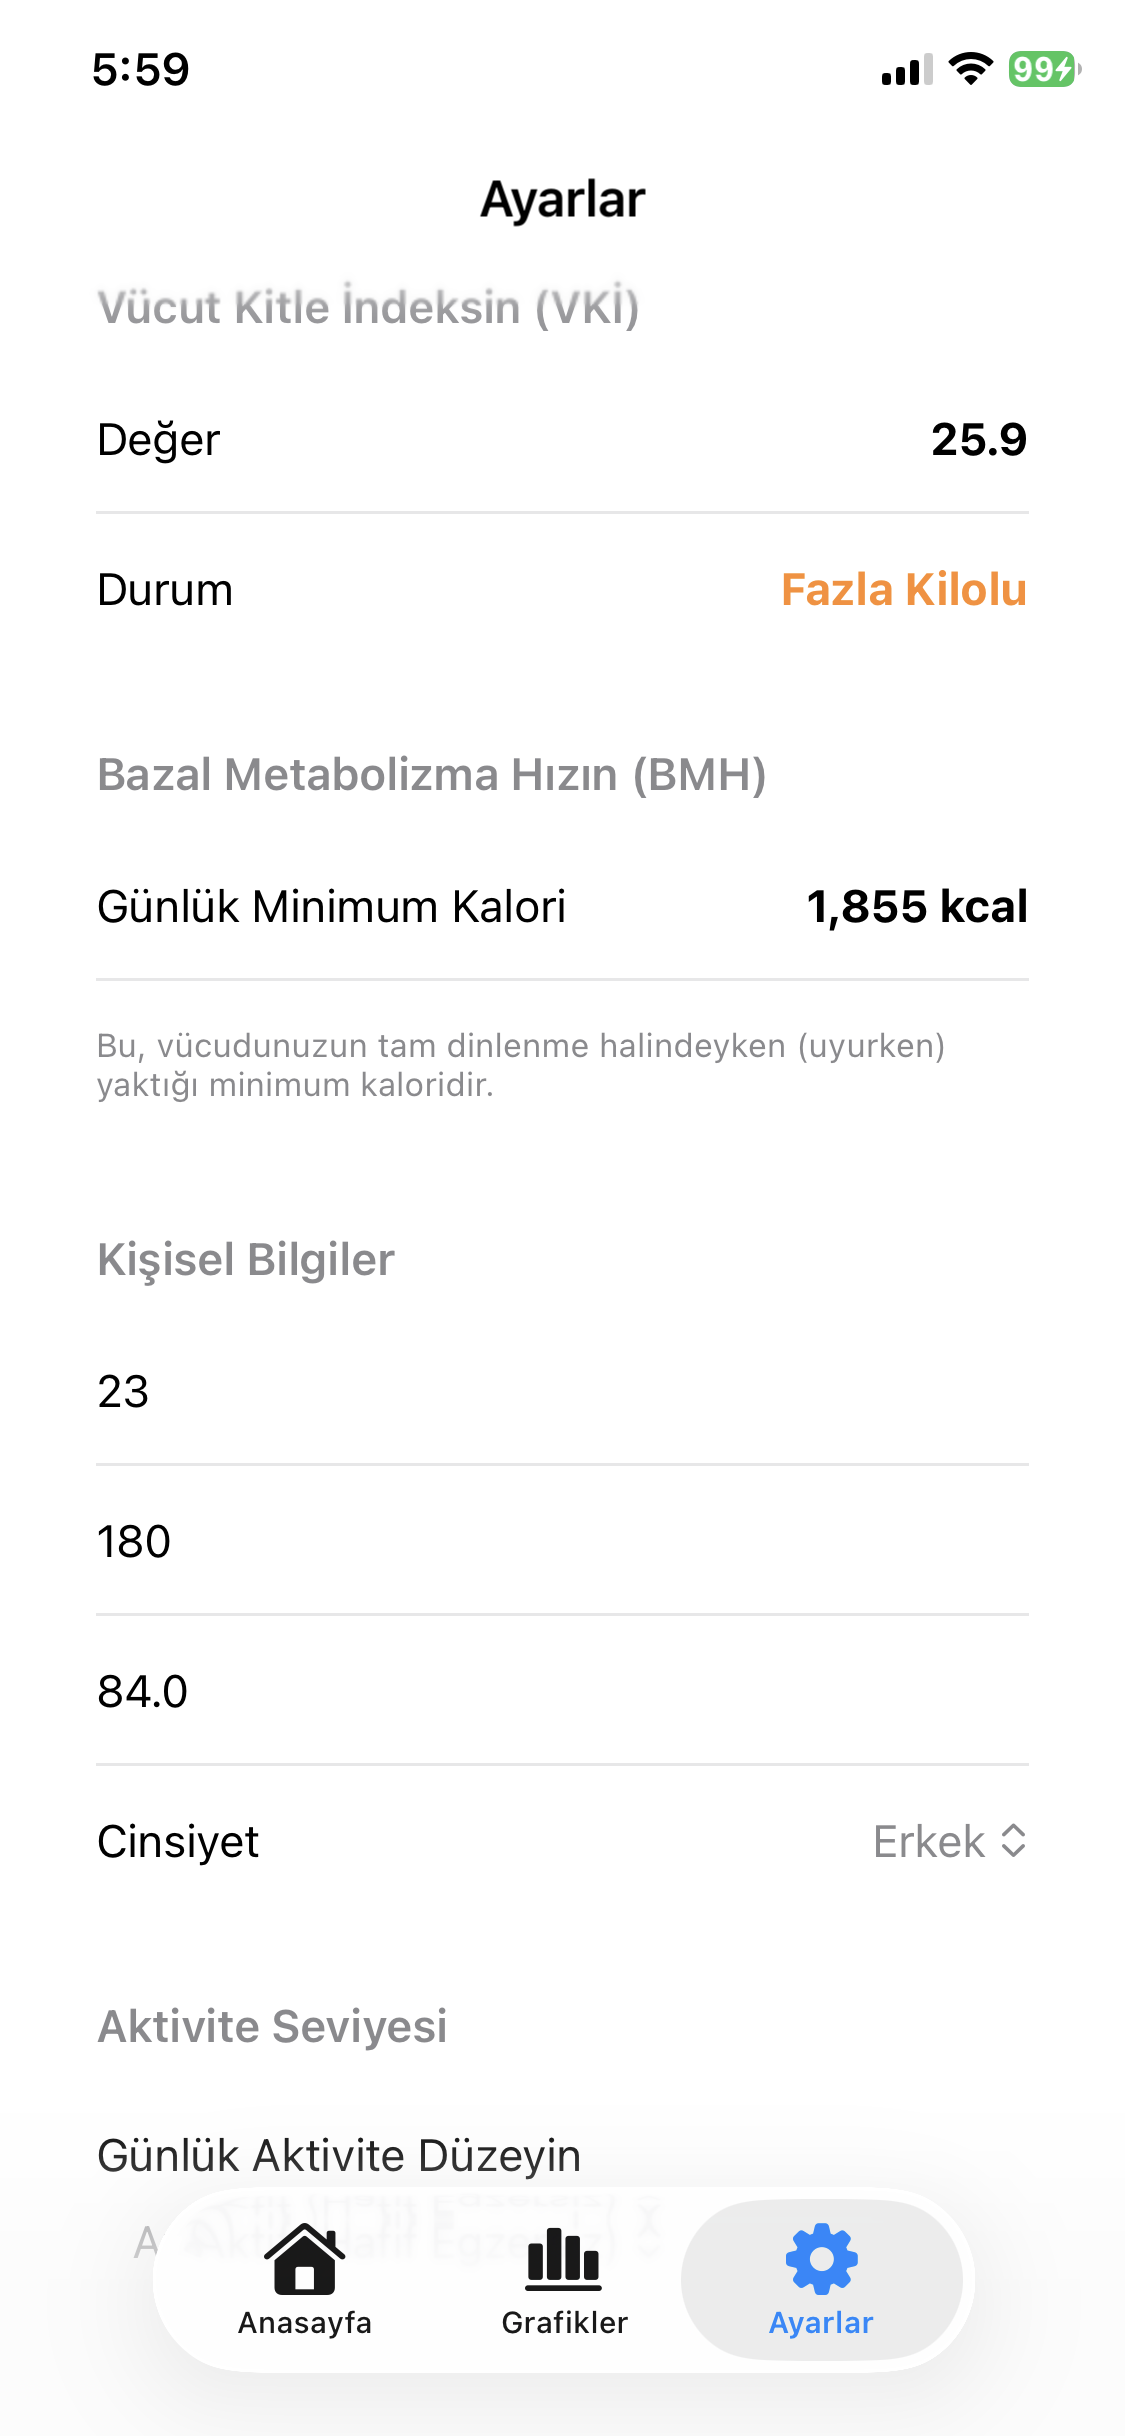 5:59
99
Ayarlar
Vücut Kitle İndeksin (VKİ)
Değer 25.9
Durum Fazla Kilolu
Bazal Metabolizma Hızın (BMH)
Günlük Minimum Kalori 1,855 kcal
Bu, vücudunuzun tam dinlenme halindeyken (uyurken)
yaktığı minimum kaloridir.
Kişisel Bilgiler
23
180
84.0
Cinsiyet Erkek
Aktivite Seviyesi
Günlük Aktivite Düzeyin
Anasayfa Grafikler Ayarlar